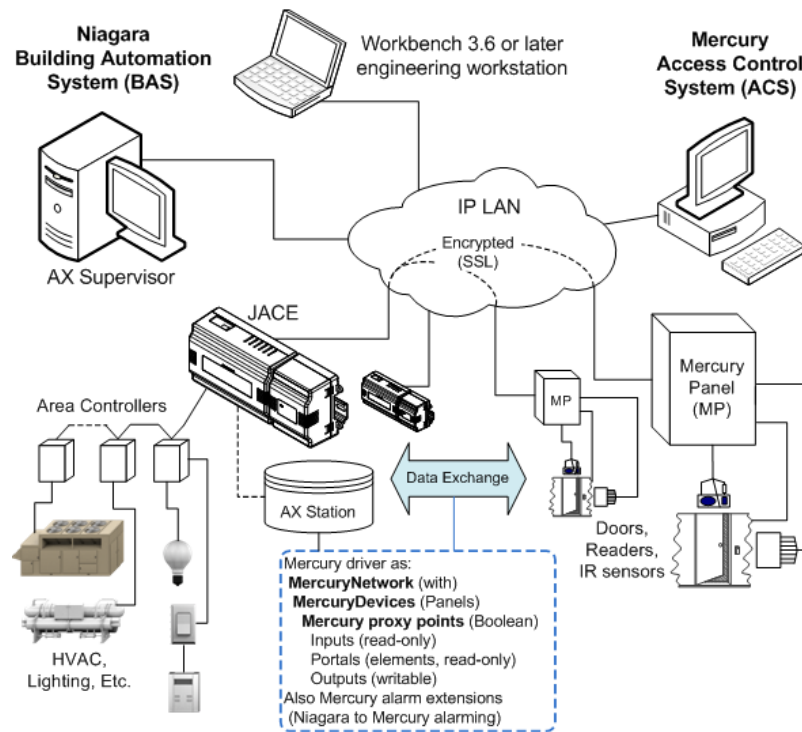 Niagara
Building Automation
System (BAS)
Workbench 3.6 or later
engineering workstation
Mercury
Access Control
System (ACS)
IP LAN
Encrypted
(SSL)
AX Supervisor
JACE
Mercury
Panel
(MP)
MP
Area Controllers
Data Exchange
AX Station
Doors,
Readers,
IR sensors
Mercury driver as:
MercuryNetwork (with)
MercuryDevices (Panels)
Mercury proxy points (Boolean)
Inputs (read-only)
Portals (elements, read-only)
Outputs (writable)
Also Mercury alarm extensions
(Niagara to Mercury alarming)
HVAC,
Lighting, Etc.